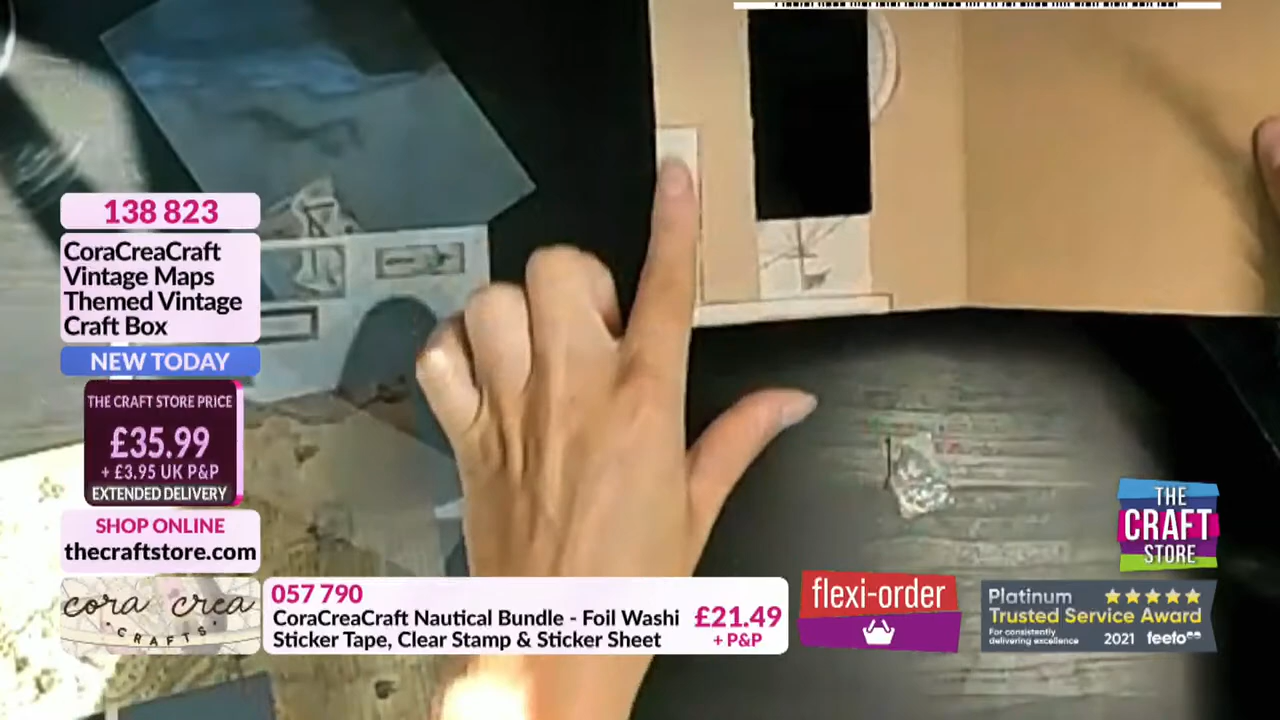 138 823
CoraCreaCraft
Vintage Maps
Themed Vintage
Craft Box
NEW TODAY
THE CRAFT STORE PRICE
£35.99
+ £3.95 UK P&P
EXTENDED DELIVERY
SHOP ONLINE
thecraftstore.com
cora crea
CRAFTS
057 790
CoraCreaCraft Nautical Bundle - Foil Washi
Sticker Tape, Clear Stamp & Sticker Sheet
£21.49
+ P&P
flexi-order
THE
CRAFT
STORE
Platinum
Trusted Service Award
For consistently
delivering excellence
2021 feefo